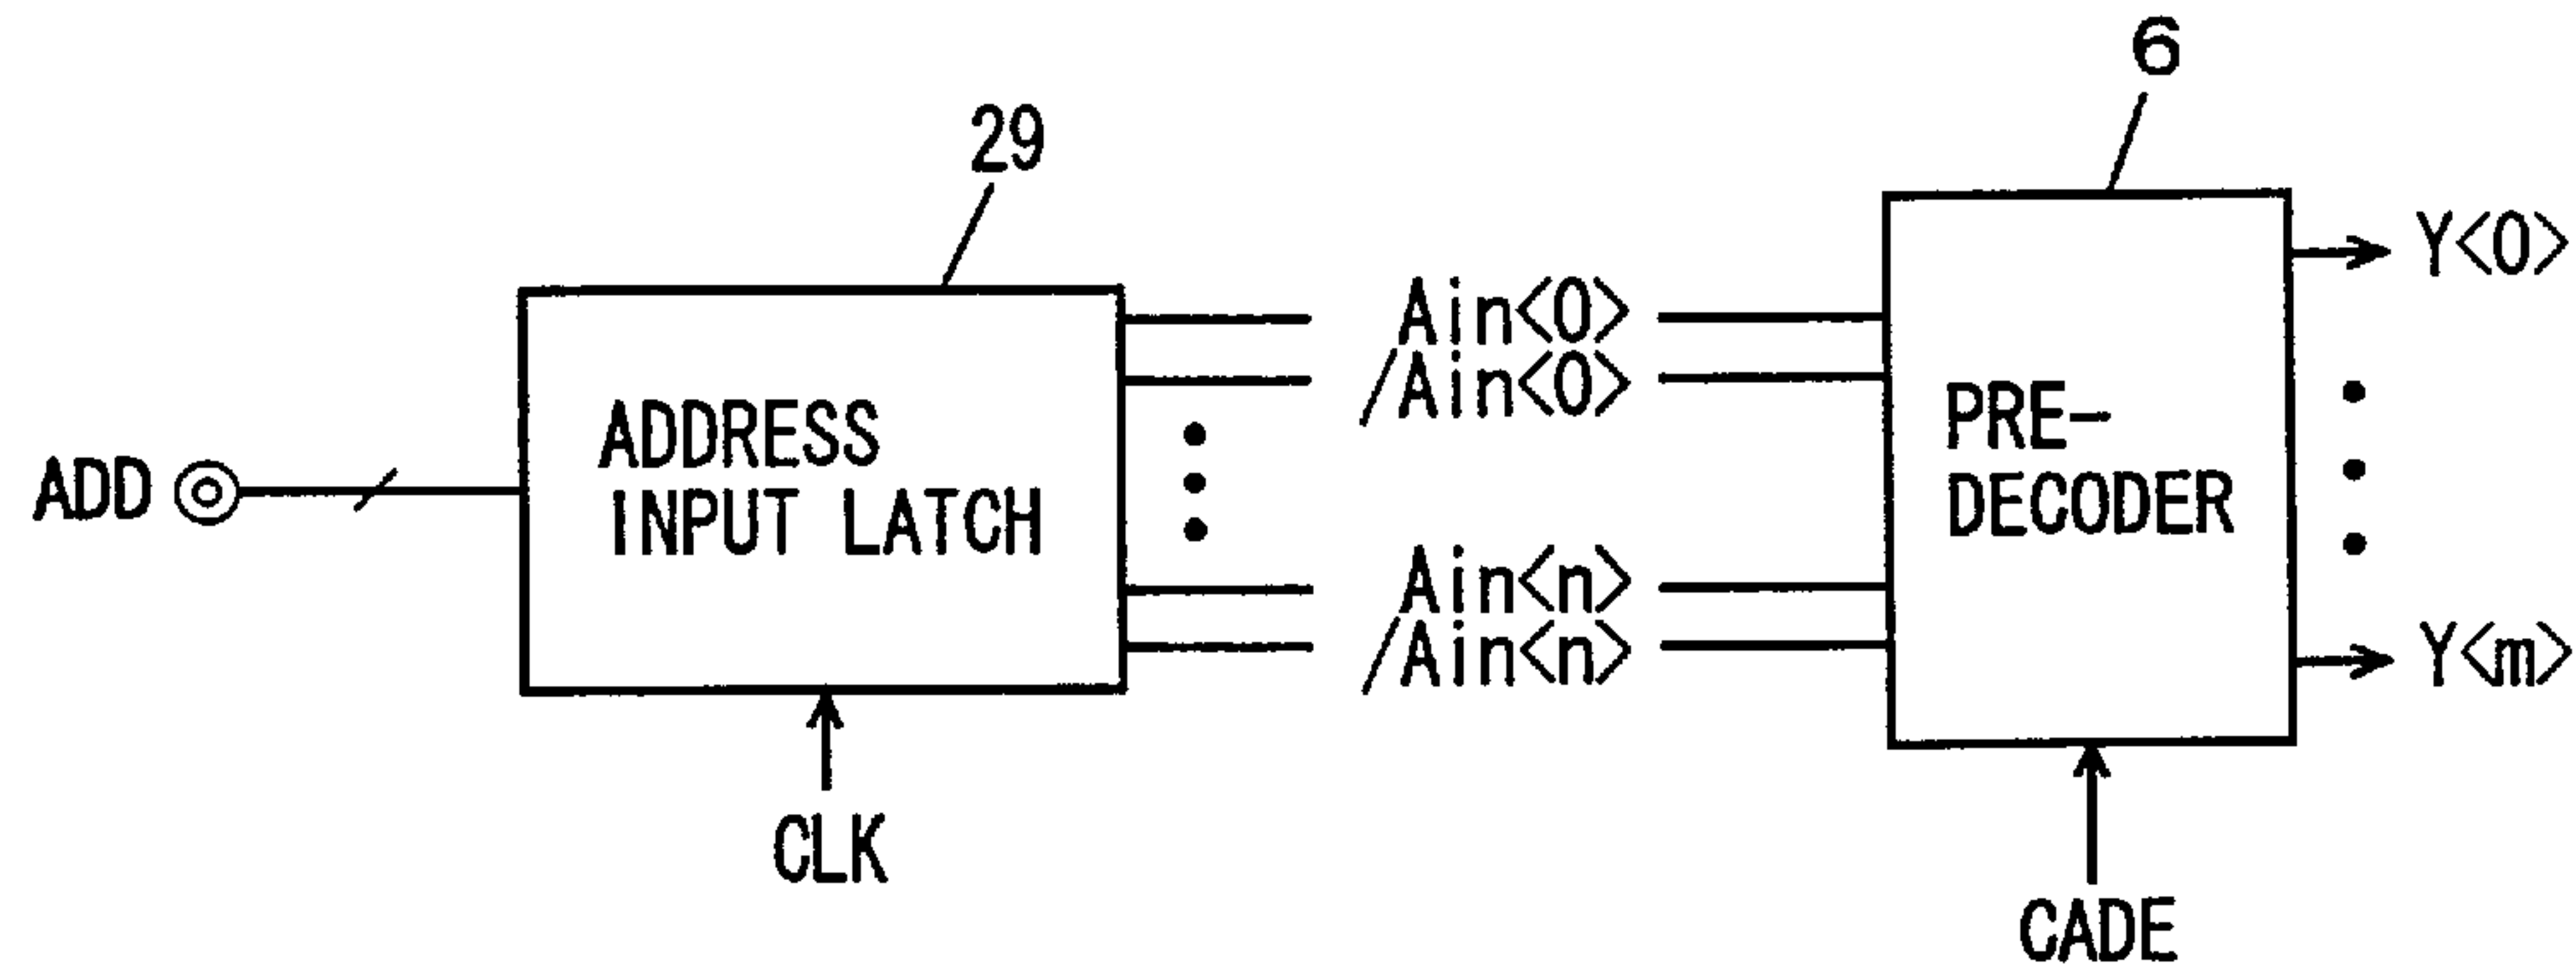 6
29
Y<0>
Ain<0>
/Ain<0>
PRE-
DECODER
ADDRESS
INPUT LATCH
ADD
Ain<n>
/Ain<n>
Y<m>
CLK
CADE